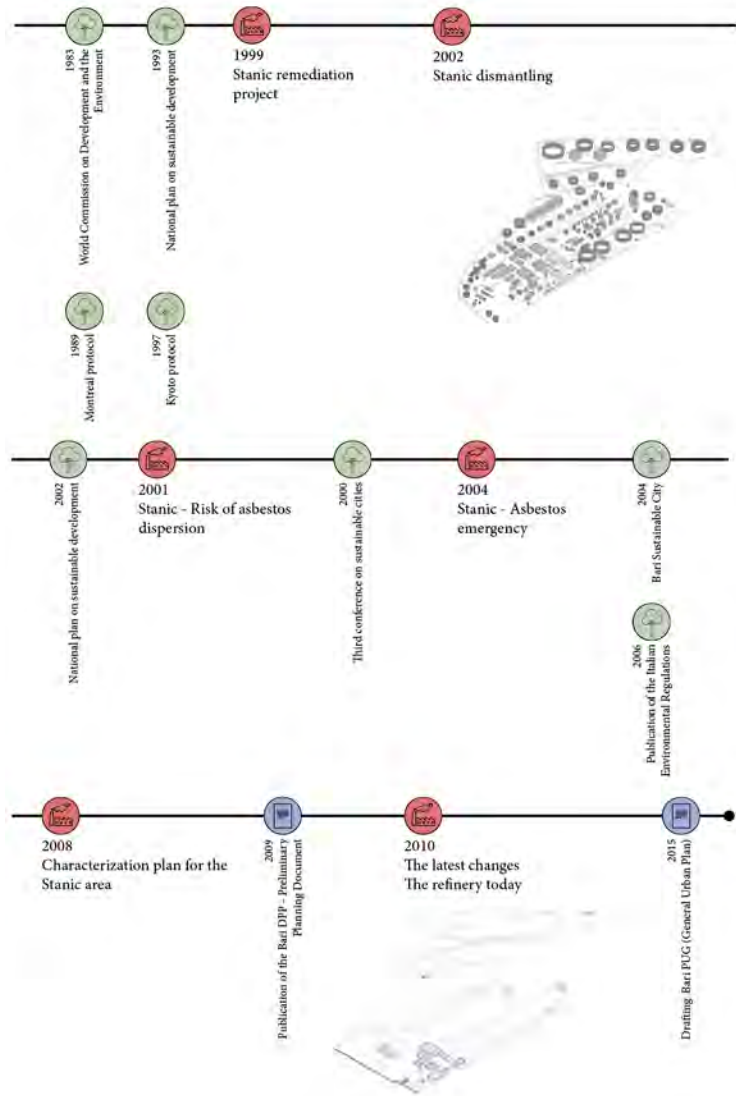 1983
World Commission on Development and the
Environment
1993
National plan on sustainable development
1999
Stanic remediation
project
2002
Stanic dismantling
1989
Montreal protocol
1997
Kyoto protocol
2002
National plan on sustainable development
2001
Stanic - Risk of asbestos
dispersion
2000
Third conference on sustainable cities
2004
Stanic - Asbestos
emergency
2004
Bari Sustainable City
2006
Publication of the Italian
Environmental Regulations
2008
Characterization plan for the
Stanic area
2009
Publication of the Bari DPP - Preliminary
Planning Document
2010
The latest changes
The refinery today
2015
Drafting Bari PUG (General Urban Plan)